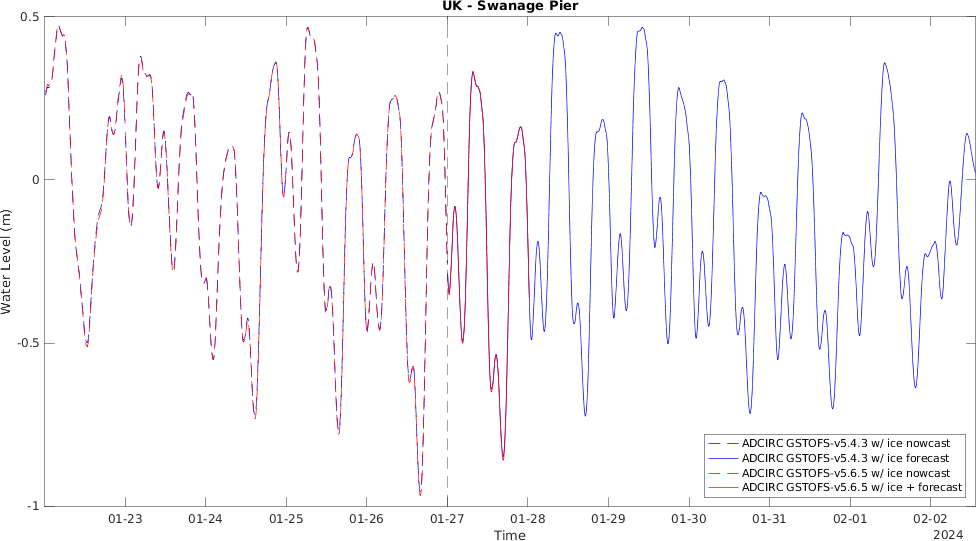 UK - Swanage Pier
0.5
0
-0.5
-1
Water Level (m)
01-23
01-24
01-25
01-26
01-27
01-28
01-29
01-30
01-31
02-01
02-02
Time
2024
ADCIRC GSTOFS-v5.4.3 w/ ice nowcast
ADCIRC GSTOFS-v5.4.3 w/ ice forecast
ADCIRC GSTOFS-v5.6.5 w/ ice nowcast
ADCIRC GSTOFS-v5.6.5 w/ ice + forecast